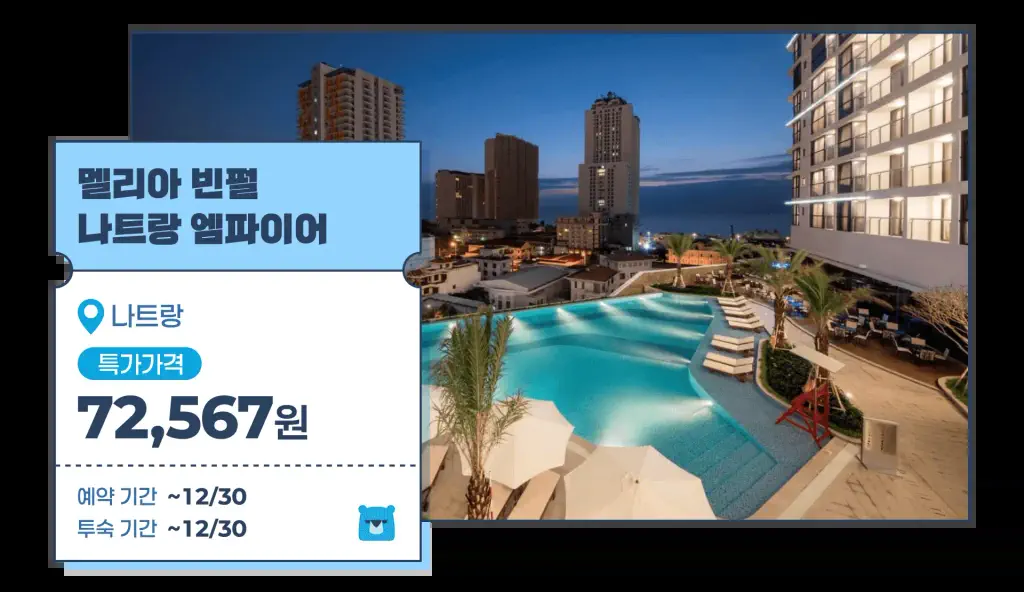 멜리아 빈펄
나트랑 엠파이어
나트랑
특가가격
72,567원
예약 기간 ~12/30
투숙 기간 ~12/30